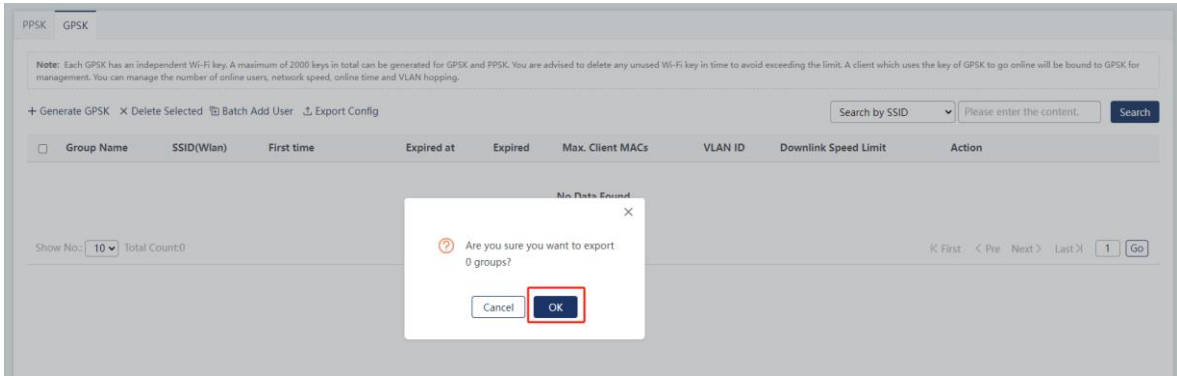 PPSK GPSK
Note: Each GPSK has an independent Wi-Fi key. A maximum of 2000 keys in total can be generated for GPSK and PPSK. You are advised to delete any unused Wi-Fi key in time to avoid exceeding the limit. A client which uses the key of GPSK to go online will be bound to GPSK for
management. You can manage the number of online users, network speed, online time and VLAN hopping.
+ Generate GPSK × Delete Selected Batch Add User Export Config Search by SSID Please enter the content. Search
Group Name SSID(Wlan) First time Expired at Expired Max. Client MACs VLAN ID Downlink Speed Limit Action
No Data Found
Are you sure you want to export
0 groups?
Show No.: 10 Total Count:0 First Pre Next Last 1 Go
Cancel OK